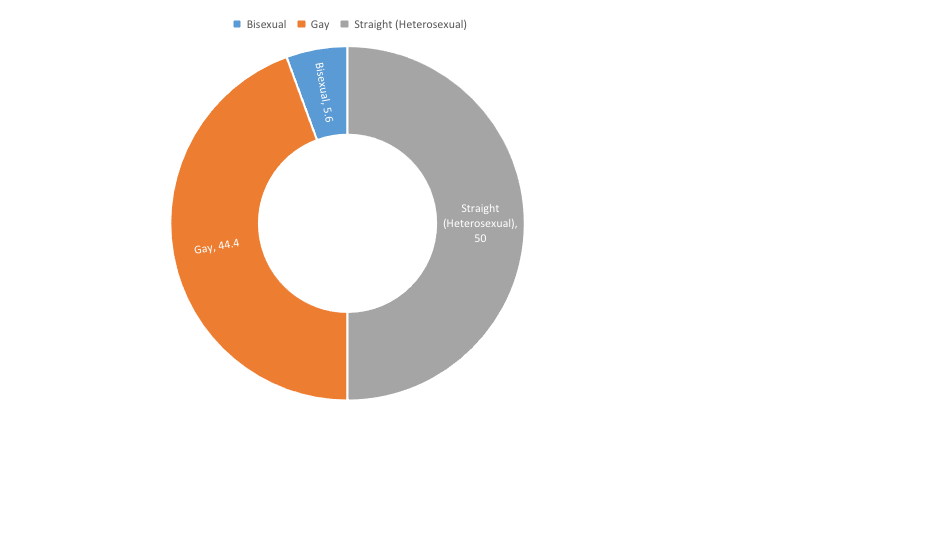 Bisexual Gay Straight (Heterosexual)
Bisexual, 5.6
Straight
(Heterosexual),
50
Gay, 44.4